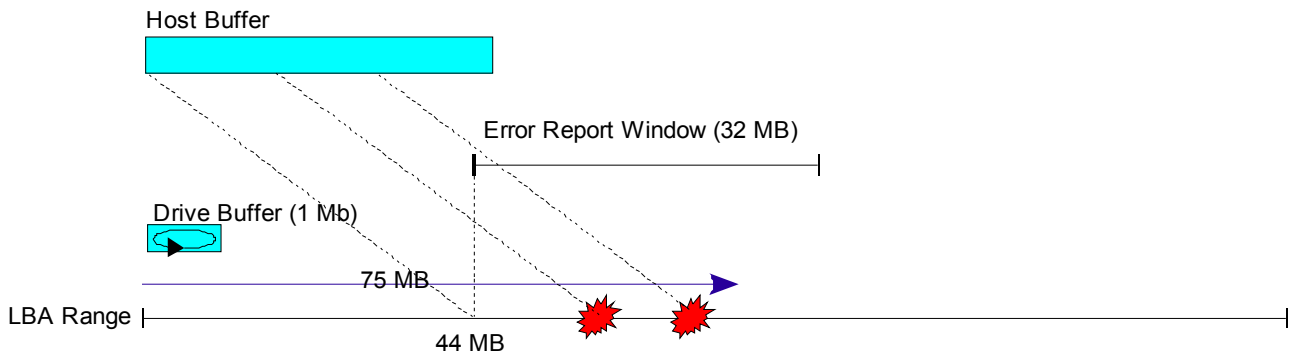 Host Buffer
Error Report Window (32 MB)
Drive Buffer (1 Mb)
75 MB
LBA Range
44 MB